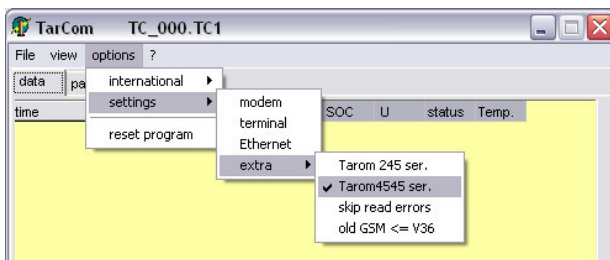 TarCom TC_000.TC1
File view options ?
data pa
international
settings
reset program
time SOC U status Temp.
modem
terminal
Ethernet
extra
Tarom 245 ser.
Tarom4545 ser.
skip read errors
old GSM <= V36